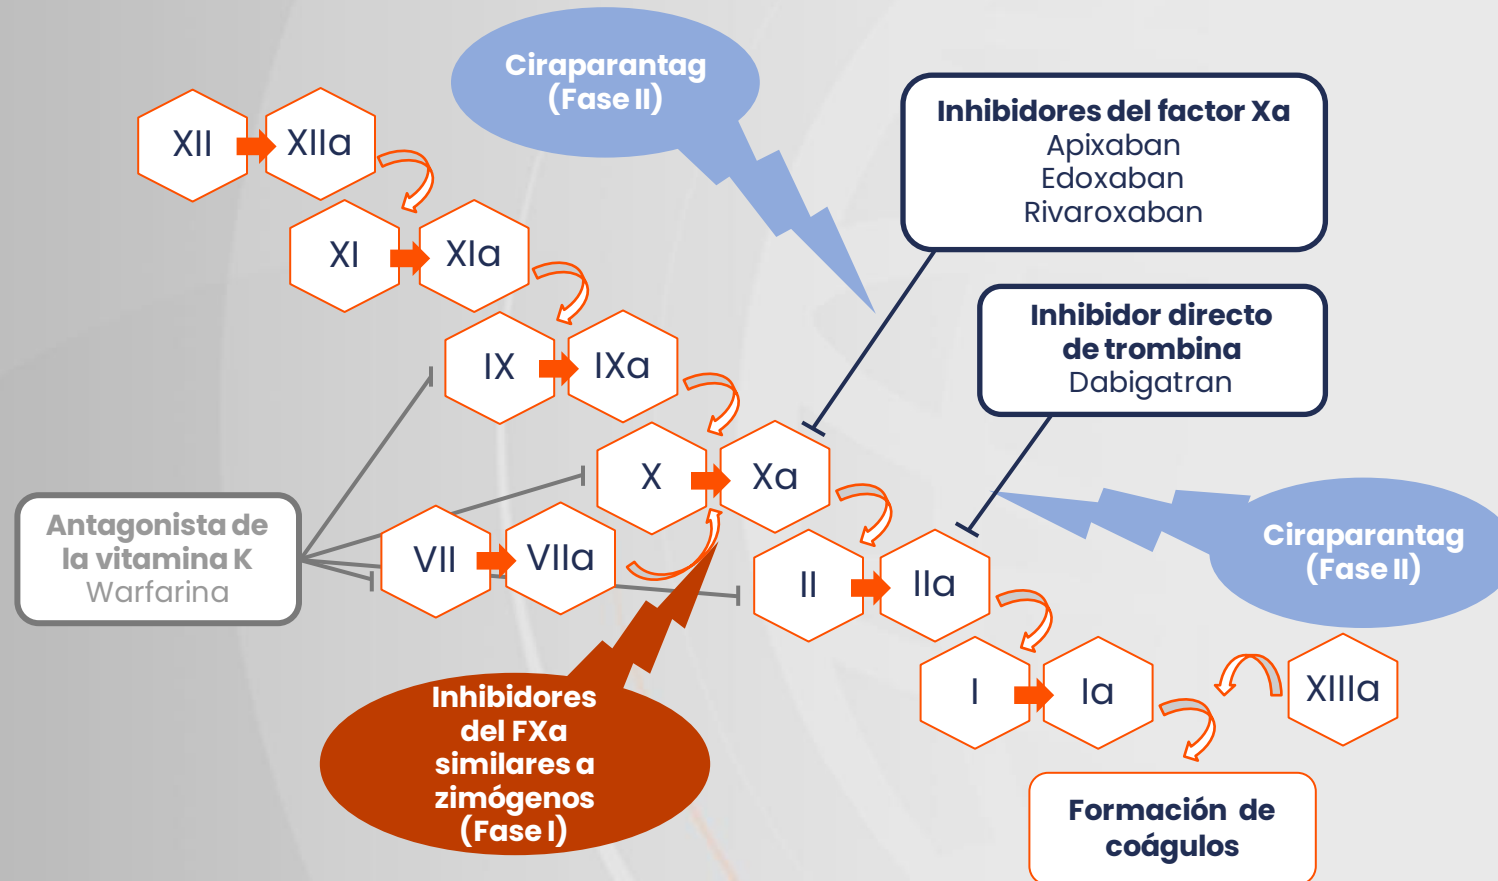 Ciraparantag
(Fase II)
Inhibidores del factor Xa
Apixaban
Edoxaban
Rivaroxaban
XII
XIIa
XI
XIa
Inhibidor directo
de trombina
Dabigatran
IX
IXa
X
Xa
Antagonista de
la vitamina K
Warfarina
VII
VIIa
II
IIa
Ciraparantag
(Fase II)
I
Ia
XIIIa
Inhibidores
del FXa
similares a
zimógenos
(Fase I)
Formación de
coágulos